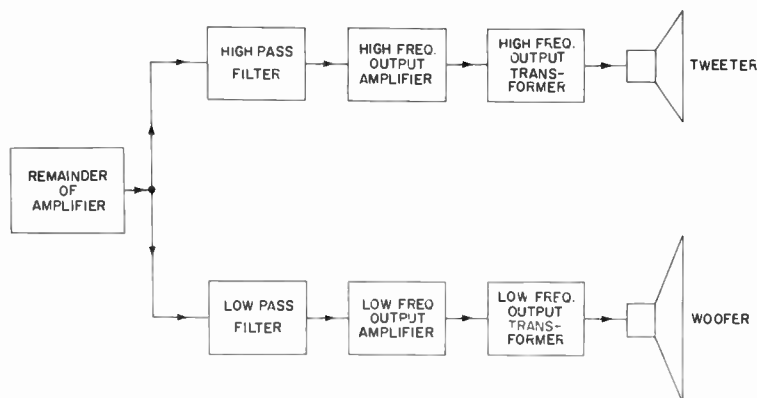 HIGH PASS
FILTER
HIGH FREQ.
OUTPUT
AMPLIFIER
HIGH FREQ.
OUTPUT
TRANS-
FORMER
TWEETER
REMAINDER
OF
AMPLIFIER
LOW PASS
FILTER
LOW FREQ
OUTPUT
AMPLIFIER
LOW FREQ.
OUTPUT
TRANS-
FORMER
WOOFER